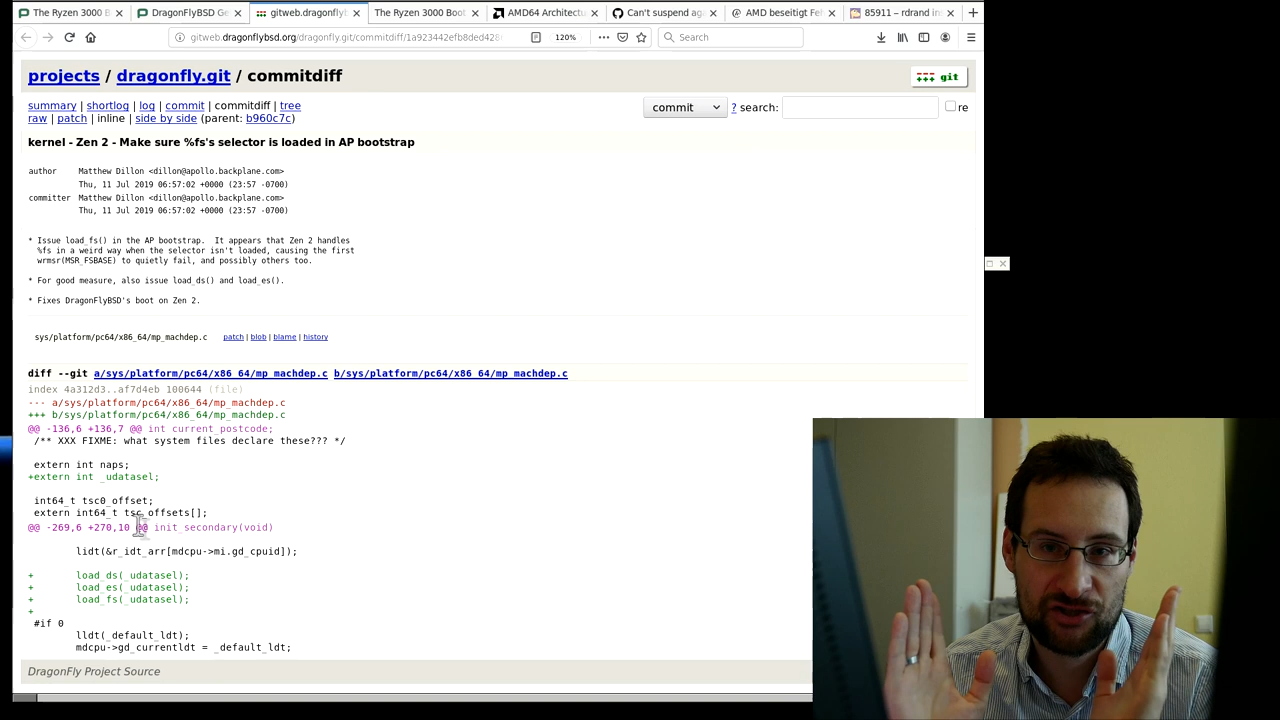 The Ryzen 3000 B
DragonFlyBSD Ge
gitweb.dragonflyb
The Ryzen 3000 Boot
AMD64 Architectu
Can't suspend aga
AMD beseitigt Feh
85911 – rdrand in
gitweb.dragonflybsd.org/dragonfly.git/commitdiff/1a923442efb8ded428
120%
Search
projects / dragonfly.git / commitdiff
git
summary | shortlog | log | commit | commitdiff | tree
raw | patch | inline | side by side (parent: b960c7c)
commit
? search:
re
kernel - Zen 2 - Make sure %fs's selector is loaded in AP bootstrap
author Matthew Dillon <dillon@apollo.backplane.com>
Thu, 11 Jul 2019 06:57:02 +0000 (23:57 -0700)
committer Matthew Dillon <dillon@apollo.backplane.com>
Thu, 11 Jul 2019 06:57:02 +0000 (23:57 -0700)
* Issue load_fs() in the AP bootstrap.  It appears that Zen 2 handles
%fs in a weird way when the selector isn't loaded, causing the first
wrmsr(MSR_FSBASE) to quietly fail, and possibly others too.
* For good measure, also issue load_ds() and load_es().
* Fixes DragonFlyBSD's boot on Zen 2.
sys/platform/pc64/x86_64/mp_machdep.c patch | blob | blame | history
diff --git a/sys/platform/pc64/x86_64/mp_machdep.c b/sys/platform/pc64/x86_64/mp_machdep.c
index 4a312d3..af7d4eb 100644 (file)
--- a/sys/platform/pc64/x86_64/mp_machdep.c
+++ b/sys/platform/pc64/x86_64/mp_machdep.c
@@ -136,6 +136,7 @@ int current_postcode;
/** XXX FIXME: what system files declare these??? */
extern int naps;
+extern int _udatasel;
int64_t tsc0_offset;
extern int64_t tsc_offsets[];
@@ -269,6 +270,10 @@ init_secondary(void)
lidt(&r_idt_arr[mdcpu->mi.gd_cpuid]);
+ load_ds(_udatasel);
+ load_es(_udatasel);
+ load_fs(_udatasel);
+
#if 0
lldt(_default_ldt);
mdcpu->gd_currentldt = _default_ldt;
DragonFly Project Source